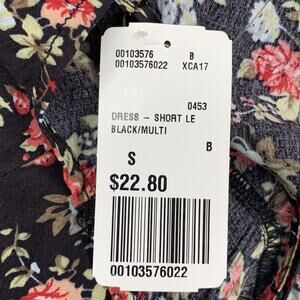 00103576 B
00103576022 XCA17
0453
DRESS - SHORT LE
BLACK/MULTI
S B
$22.80
00103576022